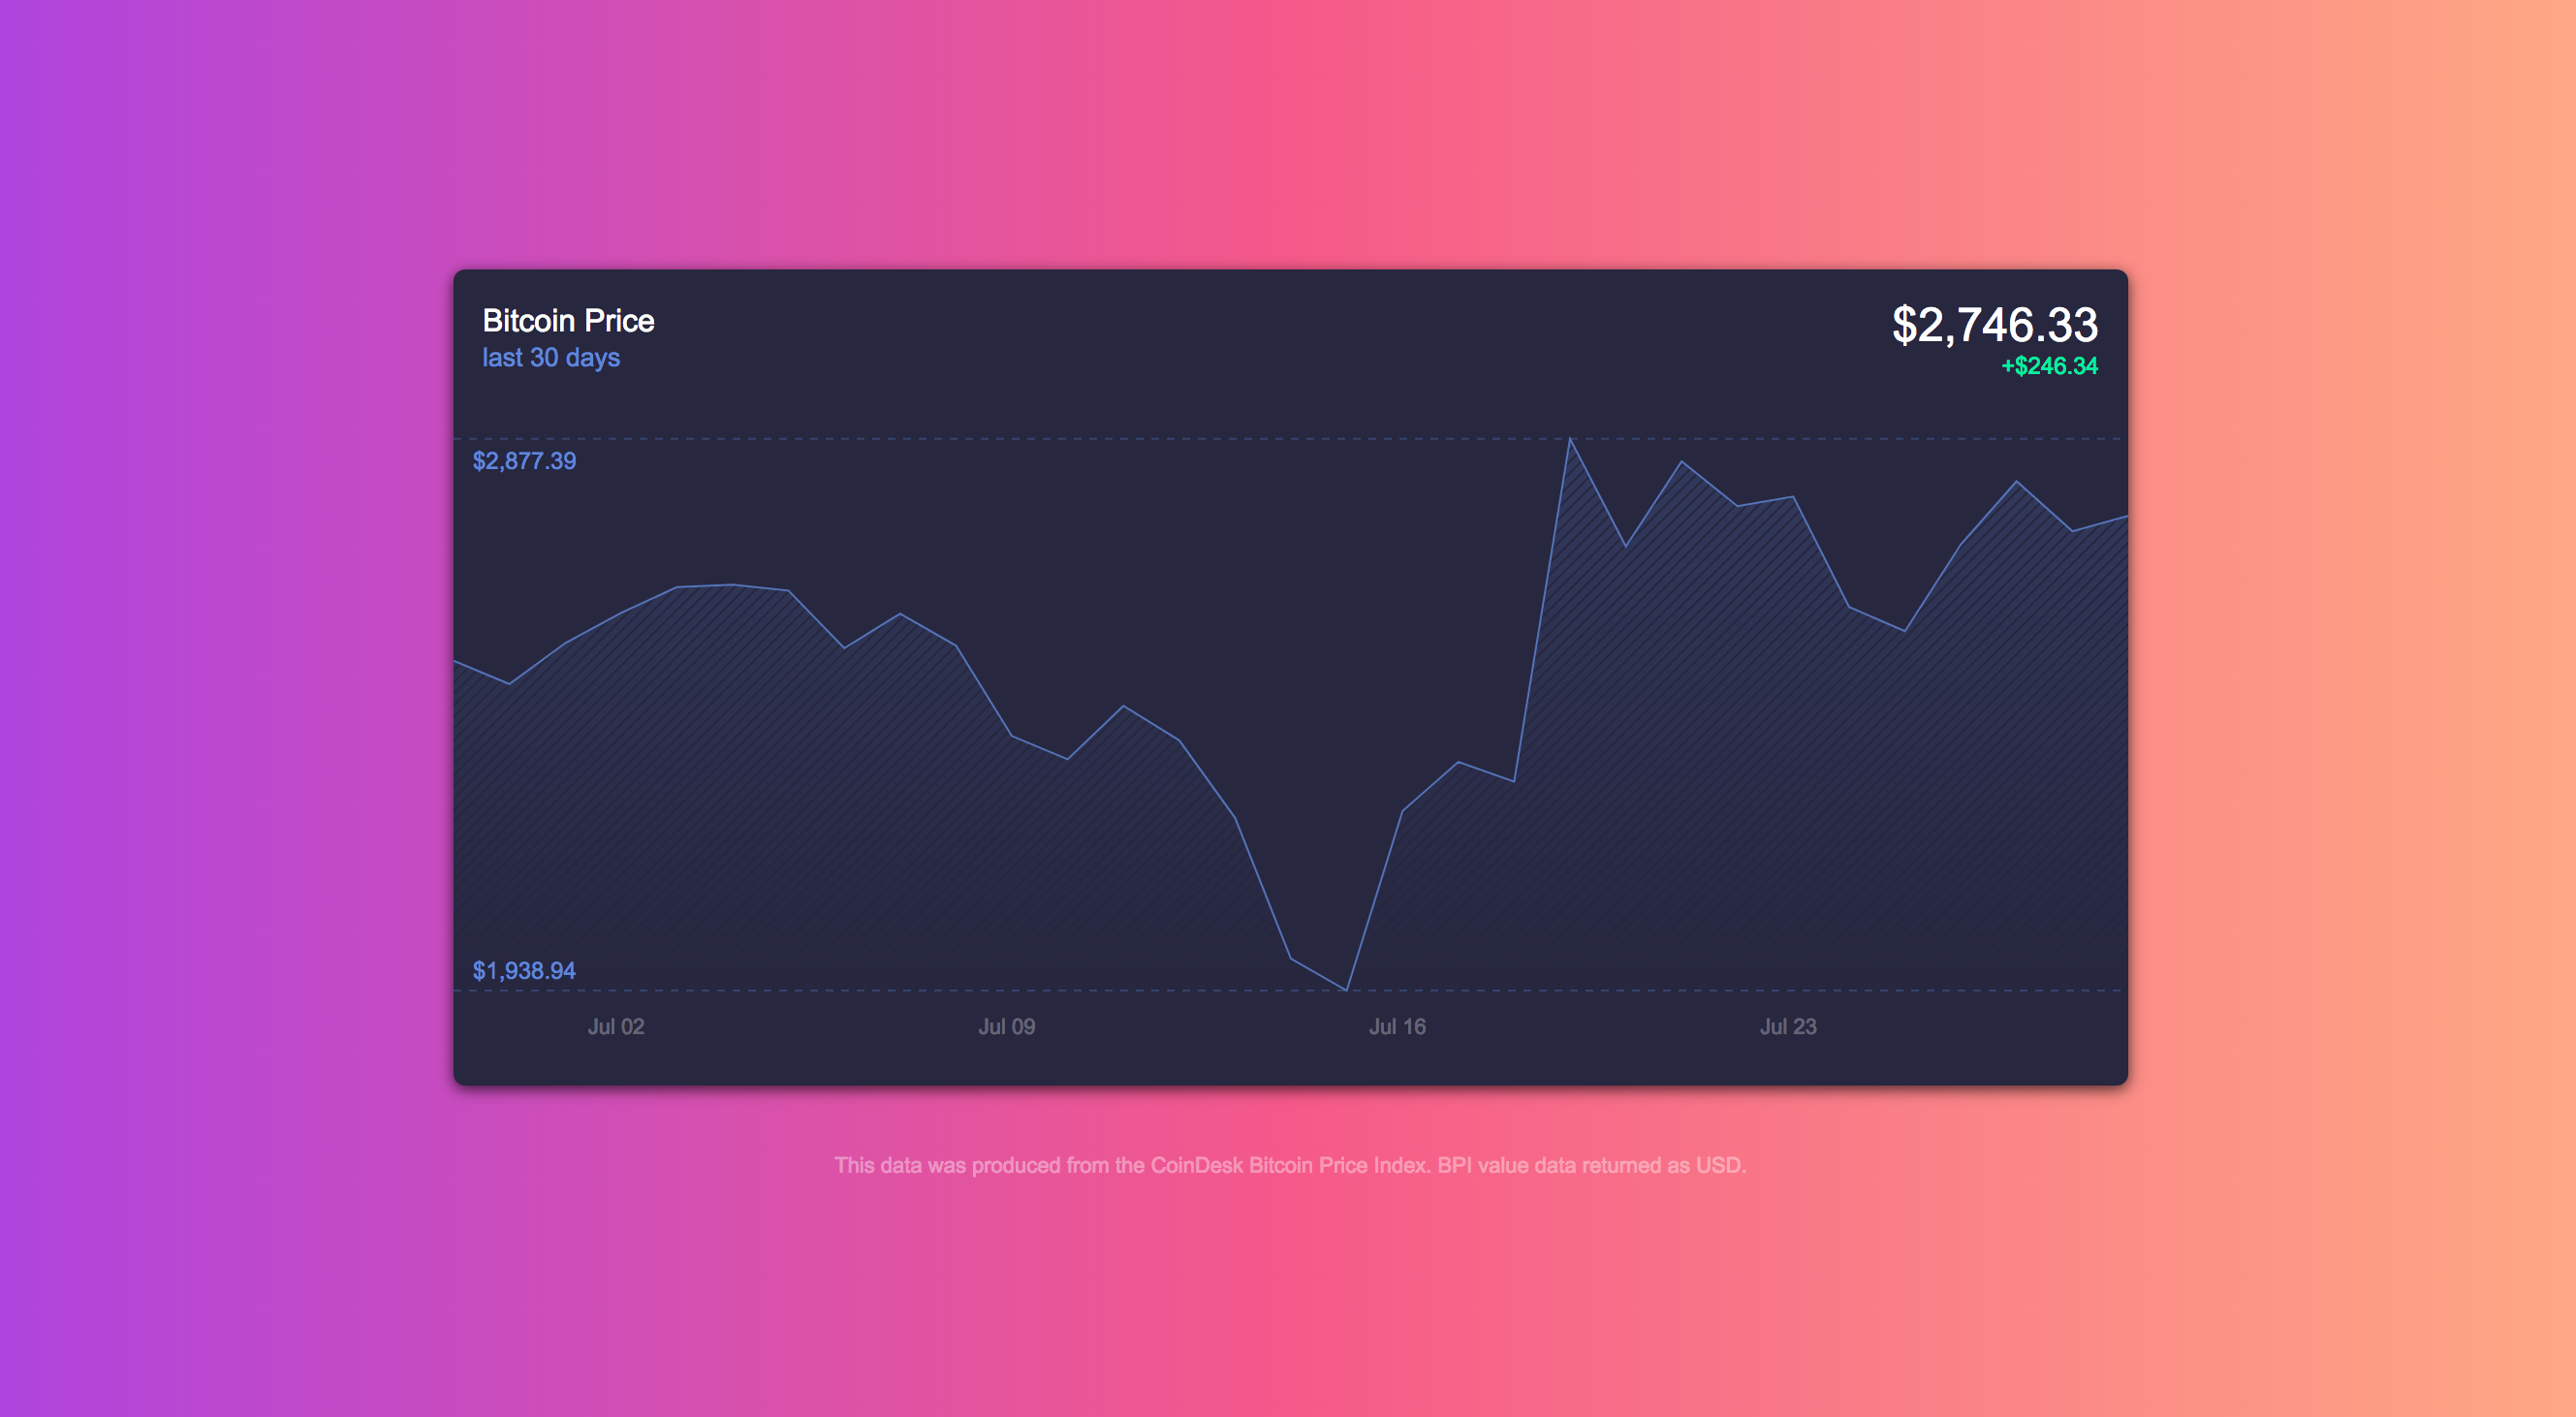 Bitcoin Price
last 30 days
$2,746.33
+$246.34
$2,877.39
$1,938.94
Jul 02
Jul 09
Jul 16
Jul 23
This data was produced from the CoinDesk Bitcoin Price Index. BPI value data returned as USD.